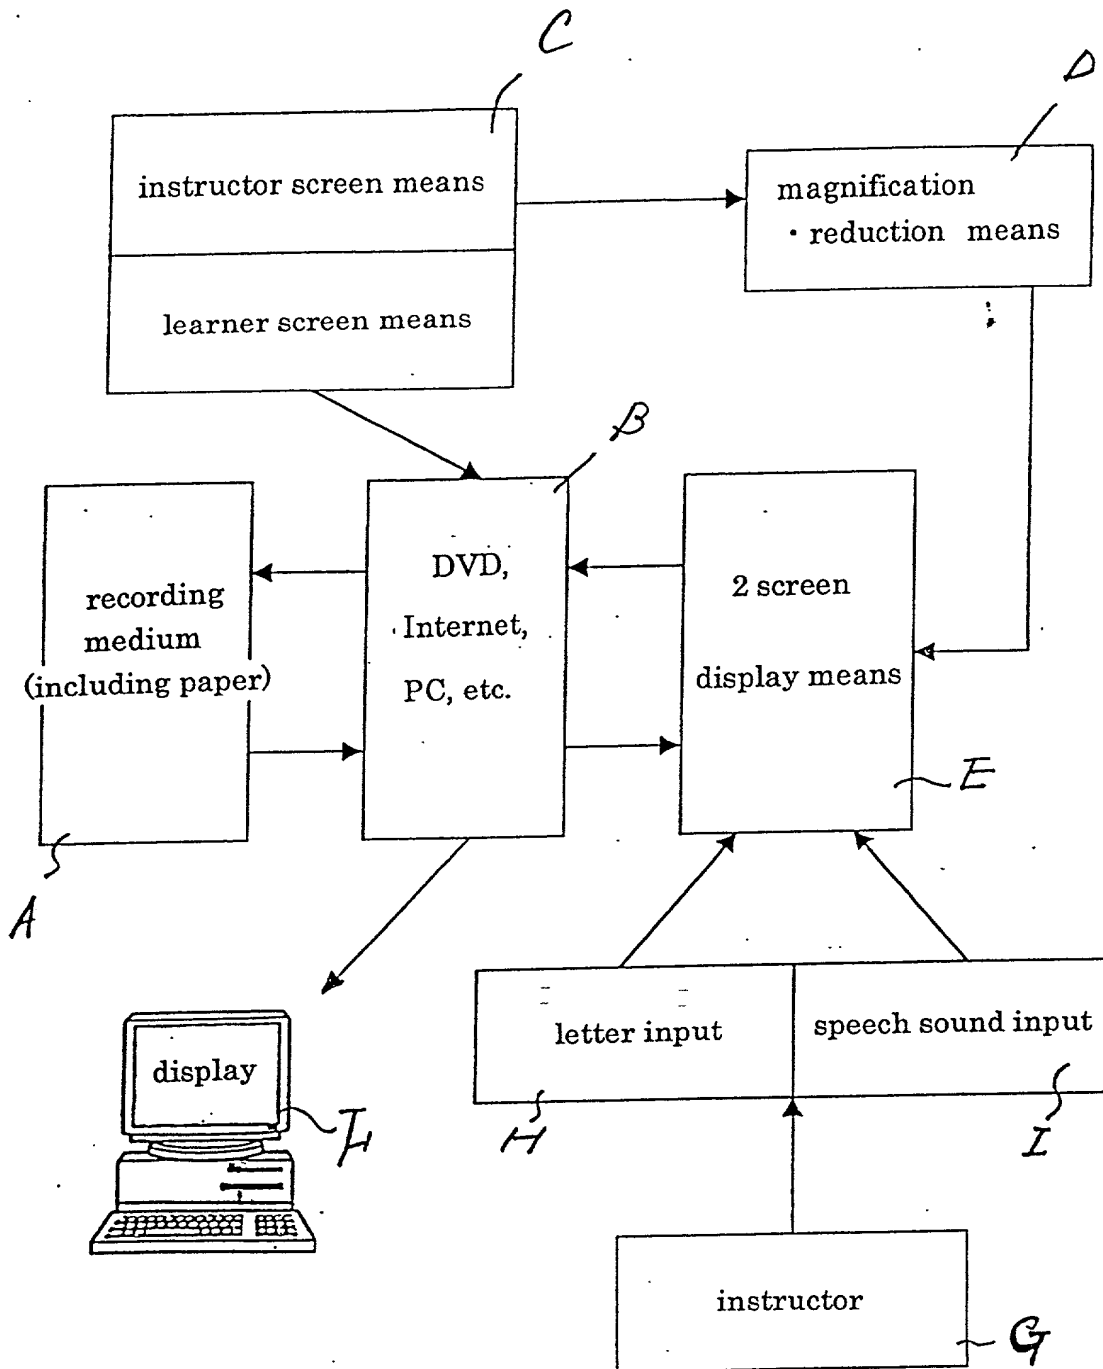 C
D
instructor screen means
learner screen means
magnification
・reduction means
B
recording
medium
(including paper)
DVD,
Internet,
PC, etc.
2 screen
display means
E
A
display
letter input
speech sound input
H
I
instructor
G